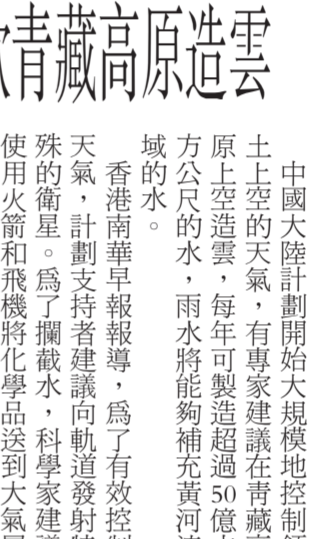 青藏高原造雲
中國大陸計劃開始大規模地控制
土上空的天氣，有專家建議在青藏高
原上空造雲，每年可製造超過50億
方公尺的水，雨水將能夠補充黃河
域的水。
香港南華早報報導，爲了有效控制
天氣，計劃支持者建議向軌道發射特
殊的衛星。爲了攔截水，科學家建議
使用火箭和飛機將化學品送到大氣層